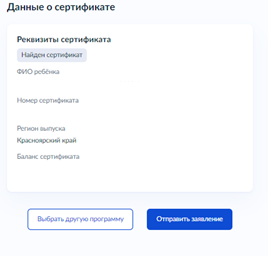 Данные о сертификате
Реквизиты сертификата
Найден сертификат
ФИО ребёнка
Номер сертификата
Регион выпуска
Красноярский край
Баланс сертификата
Выбрать другую программу
Отправить заявление